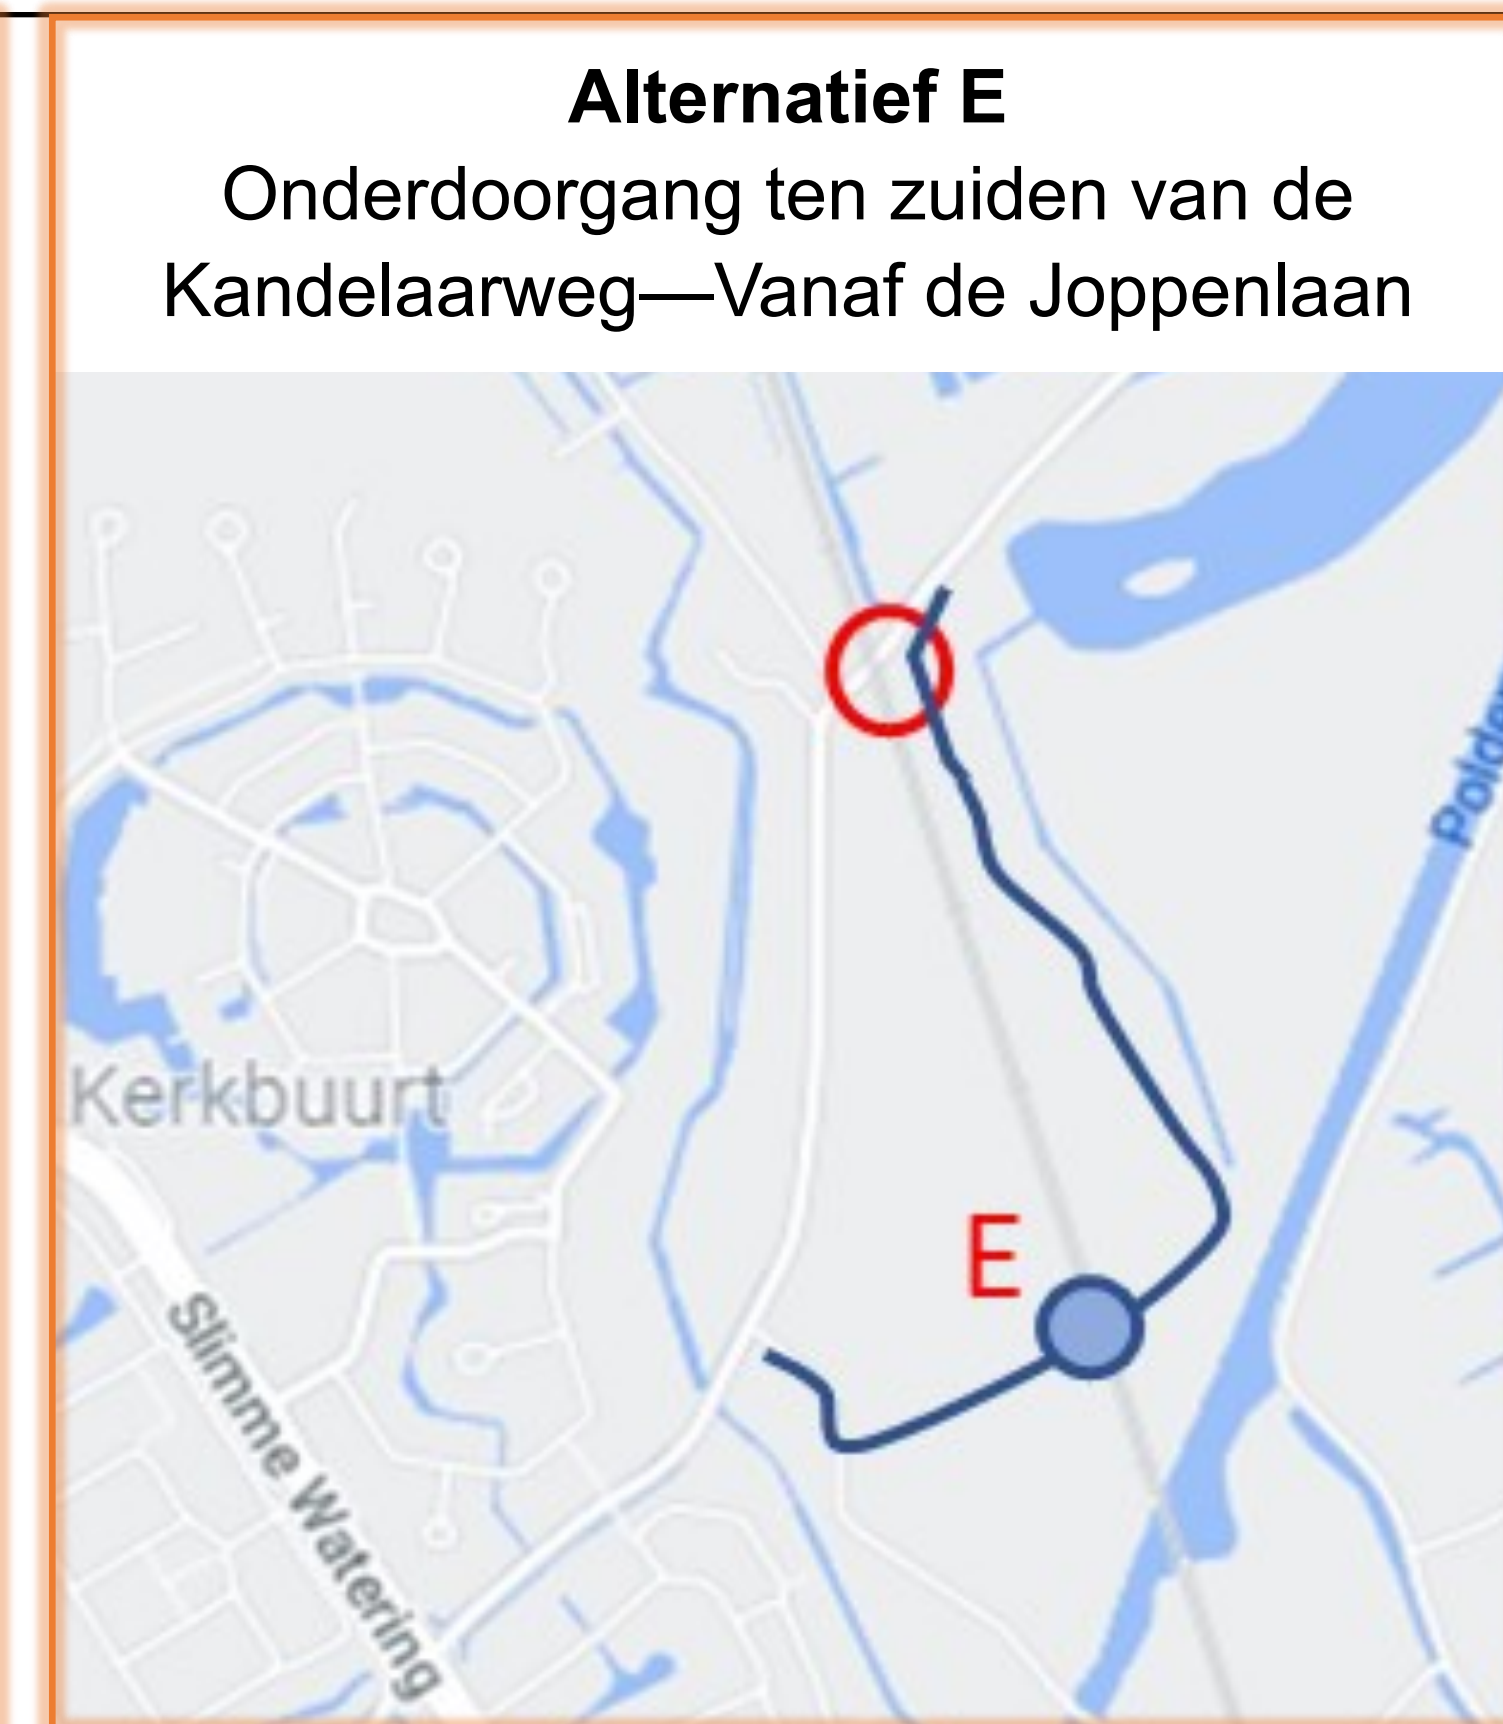 Alternatief E
Onderdoorgang ten zuiden van de
Kandelaarweg—Vanaf de Joppenlaan
Kerkbuurt
Slimme Watering
E